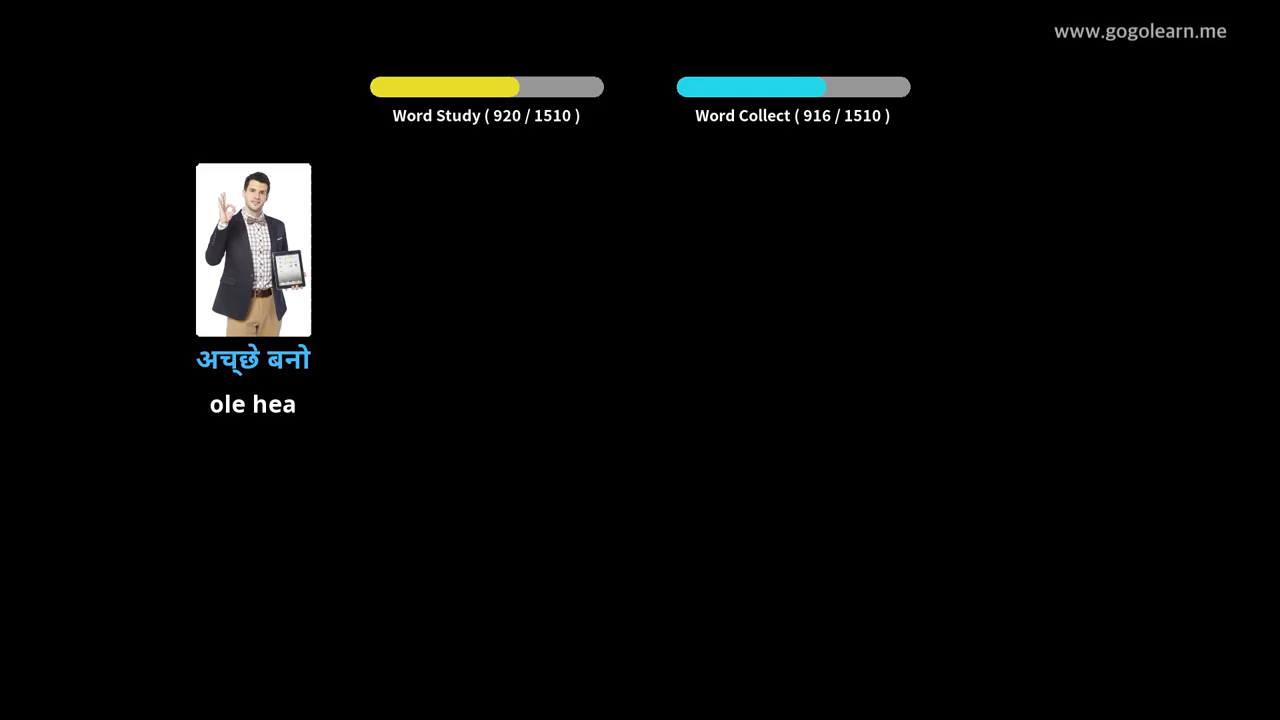 www.gogolearn.me
Word Study ( 920 / 1510 )
Word Collect ( 916 / 1510 )
अच्‌छे बनो
ole hea